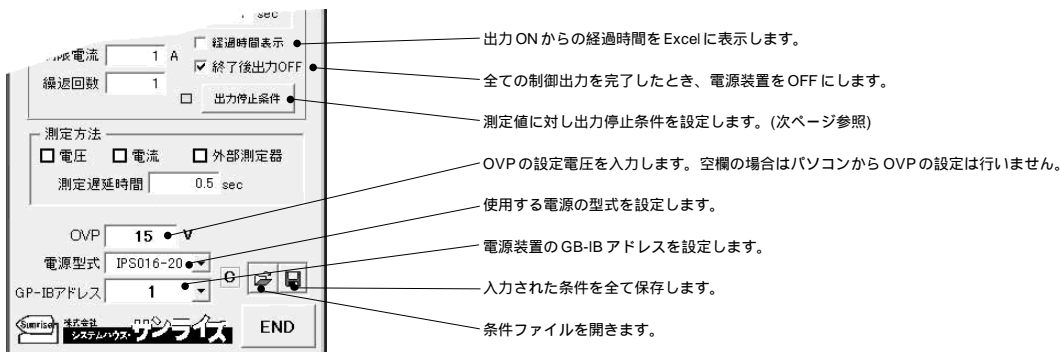 sec
電流 1 A
経過時間表示
終了後出力OFF
繰返回数 1
出力停止条件
測定方法
電圧 電流 外部測定器
測定遅延時間 0.5 sec
OVP 15 V
電源型式 IPS016-20
C
GP-IBアドレス 1
Sunrise 株式会社
システムハウス・サンライズ
END
出力ONからの経過時間をExcelに表示します。
全ての制御出力を完了したとき、電源装置をOFFにします。
測定値に対し出力停止条件を設定します。(次ページ参照)
OVPの設定電圧を入力します。空欄の場合はパソコンからOVPの設定は行いません。
使用する電源の型式を設定します。
電源装置のGB-IBアドレスを設定します。
入力された条件を全て保存します。
条件ファイルを開きます。